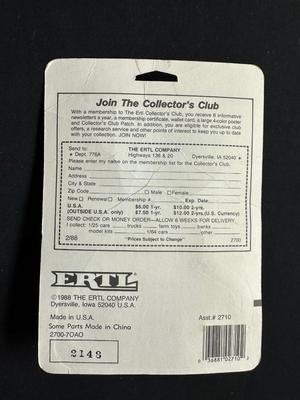 Join The Collector's Club
With a membership to The Ertl Collector's Club, you receive 6 informative
newsletters a year, a membership certificate, wallet card, a large 4-color poster
and Collector's Club Patch. In addition, you are eligible for exclusive club
offers, a research service and other points of interest to keep you up to date
with your collection. JOIN NOW!
Send to: THE ERTL COMPANY
★ Dept. 776A Highways 136 & 20 Dyersville, IA 52040 ★
Please enter my name on the membership list for the Collector's Club.
Name
Address
City & State
Zip Code □ Male □ Female
New □ Renewal □ Membership # Exp. Date:
U.S.A. $6.00 1-yr. $10.00 2-yrs.
(OUTSIDE U.S.A. only) $7.50 1-yr. $12.00 2-yrs. (U.S. Currency)
SEND CHECK OR MONEY ORDER—ALLOW 6 WEEKS FOR DELIVERY.
I collect: 1/25 cars trucks farm toys banks
model kits 1/64 cars other
2/88 "Prices Subject to Change" 2700
ERTL
©1988 THE ERTL COMPANY
Dyersville, Iowa 52040 U.S.A.
Made in U.S.A.
Some Parts Made in China
2700-7OAO
2148
Asst.# 2710
0 36881 02710 2